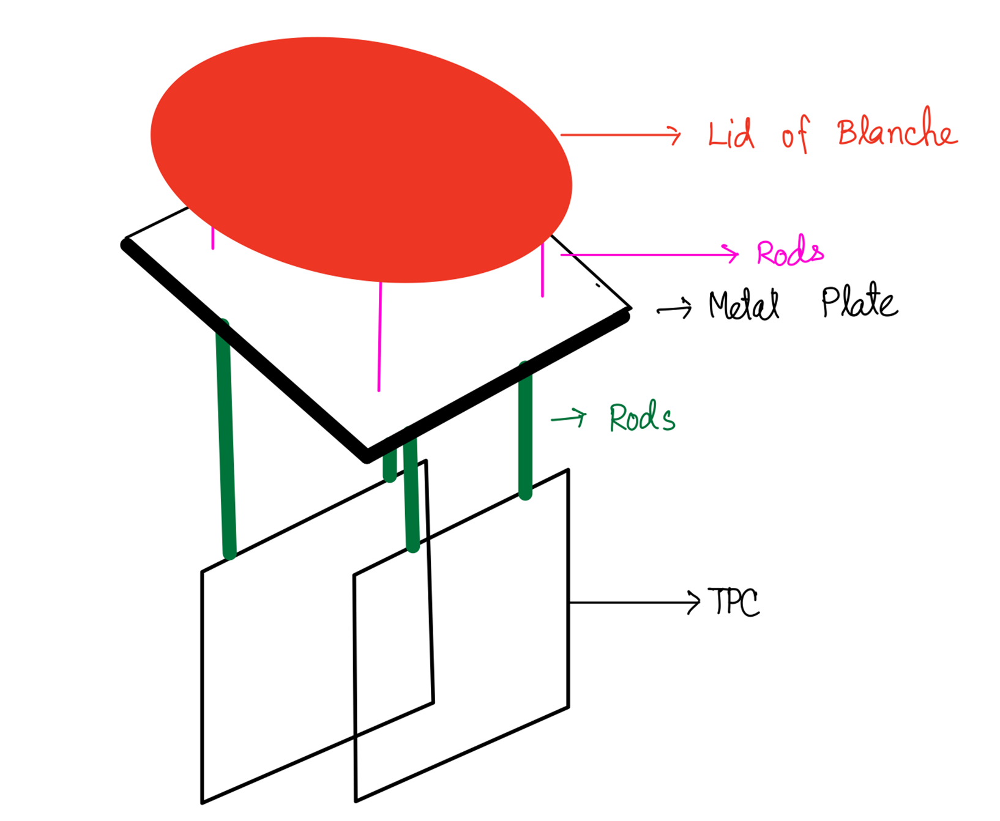 Lid of Blanche
Rods
Metal Plate
Rods
TPC